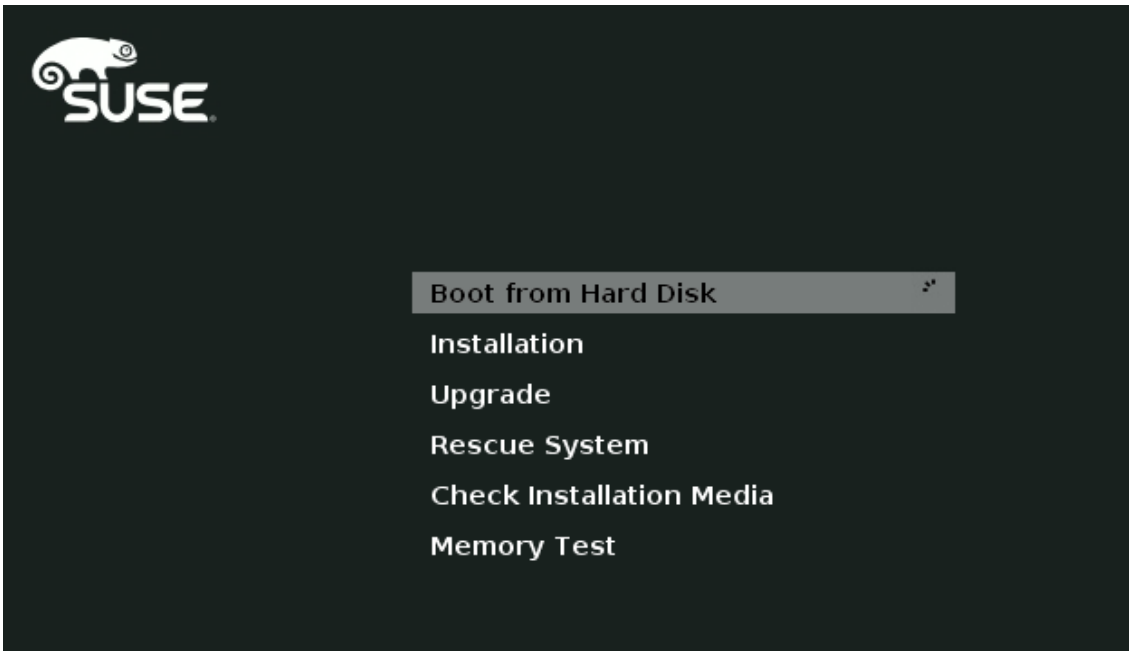 SUSE
Boot from Hard Disk
Installation
Upgrade
Rescue System
Check Installation Media
Memory Test